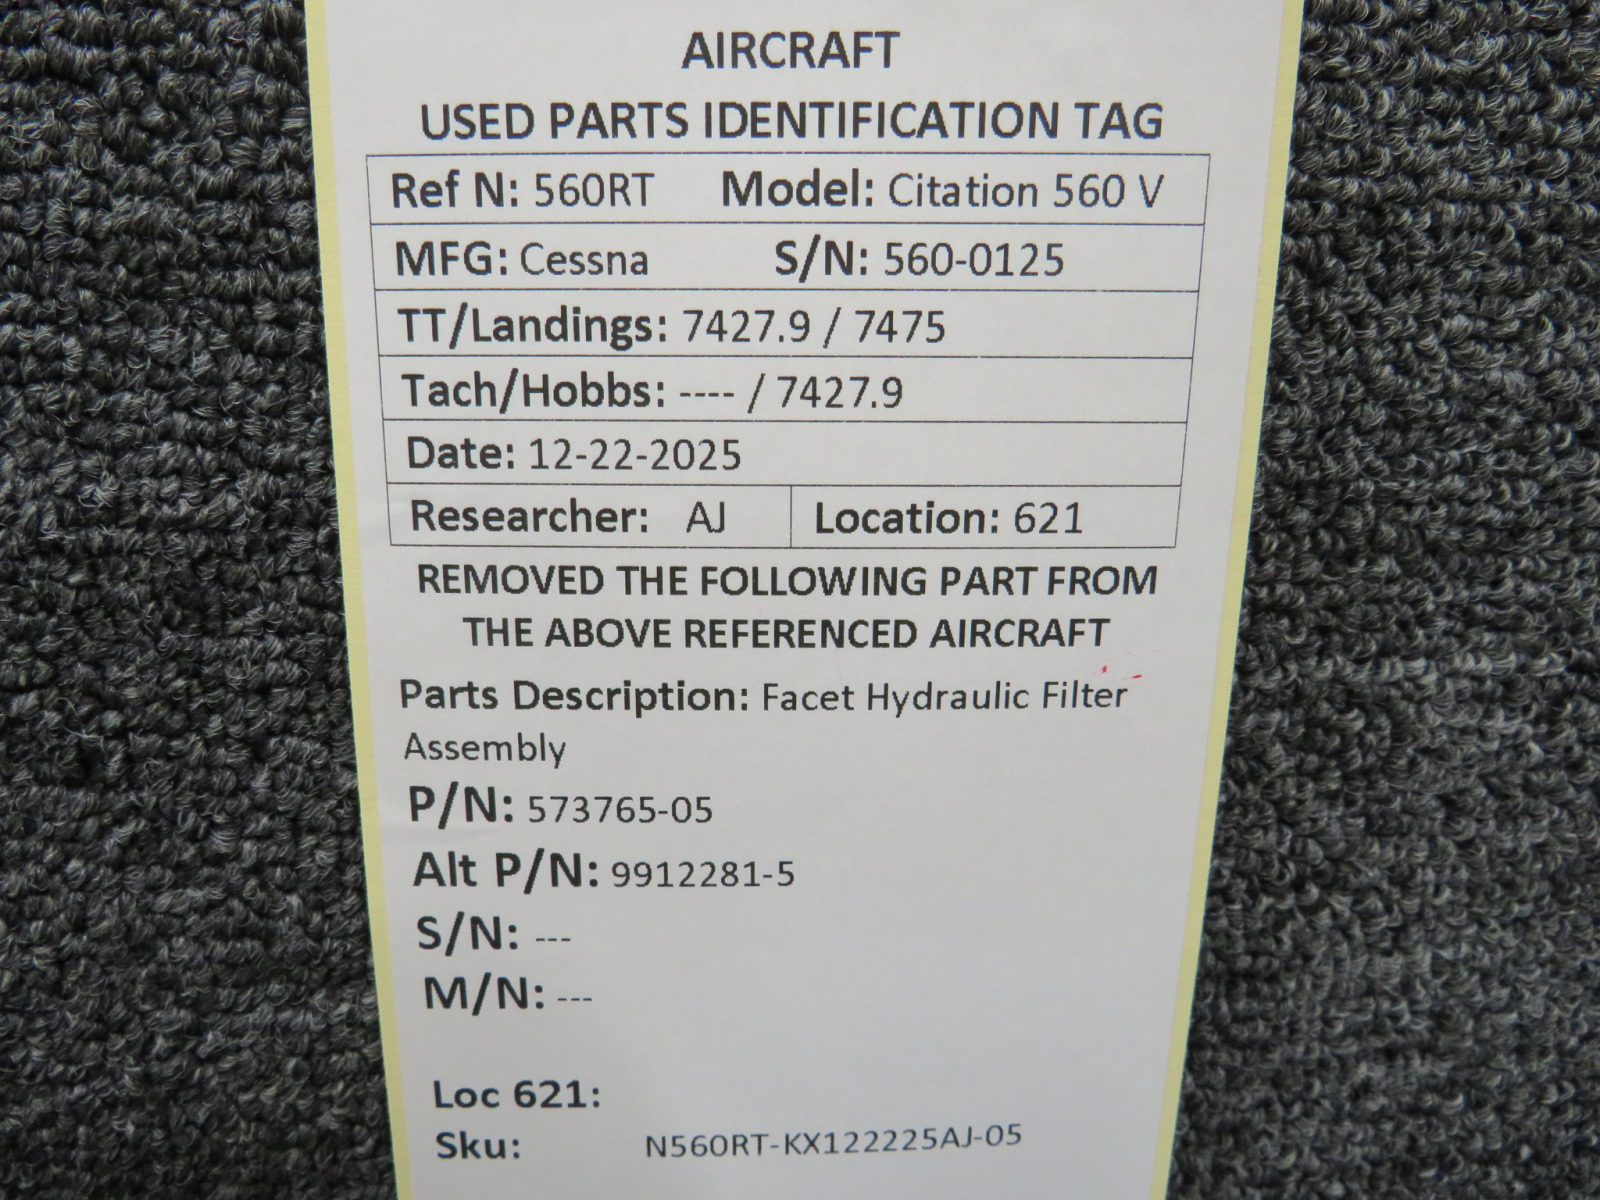 AIRCRAFT
USED PARTS IDENTIFICATION TAG
Ref N: 560RT Model: Citation 560 V
MFG: Cessna S/N: 560-0125
TT/Landings: 7427.9 / 7475
Tach/Hobbs: ---- / 7427.9
Date: 12-22-2025
Researcher: AJ Location: 621
REMOVED THE FOLLOWING PART FROM
THE ABOVE REFERENCED AIRCRAFT
Parts Description: Facet Hydraulic Filter
Assembly
P/N: 573765-05
Alt P/N: 9912281-5
S/N: ---
M/N: ---
Loc 621:
Sku: N560RT-KX122225AJ-05